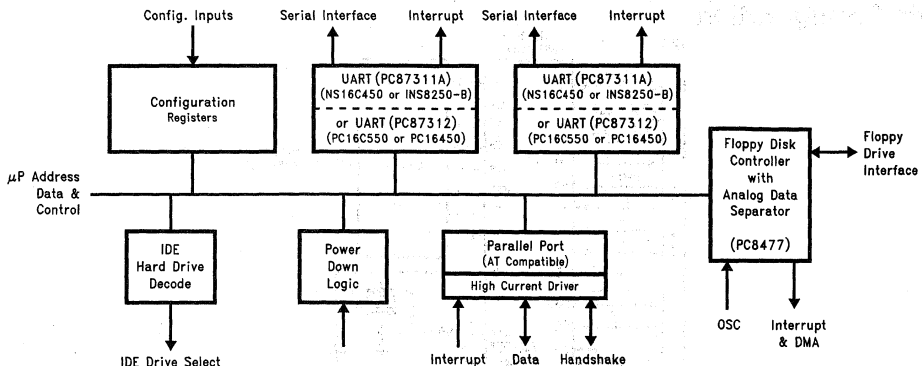 Config. Inputs
Serial Interface
Interrupt
Serial Interface
Interrupt
Configuration
Registers
UART (PC87311A)
(NS16C450 or INS8250-B)
or UART (PC87312)
(PC16C550 or PC16450)
UART (PC87311A)
(NS16C450 or INS8250-B)
or UART (PC87312)
(PC16C550 or PC16450)
Floppy Disk
Controller
with
Analog Data
Separator
(PC8477)
Floppy
Drive
Interface
μP Address
Data &
Control
IDE
Hard Drive
Decode
Power
Down
Logic
Parallel Port
(AT Compatible)
High Current Driver
OSC
Interrupt
& DMA
IDE Drive Select
Interrupt
Data
Handshake